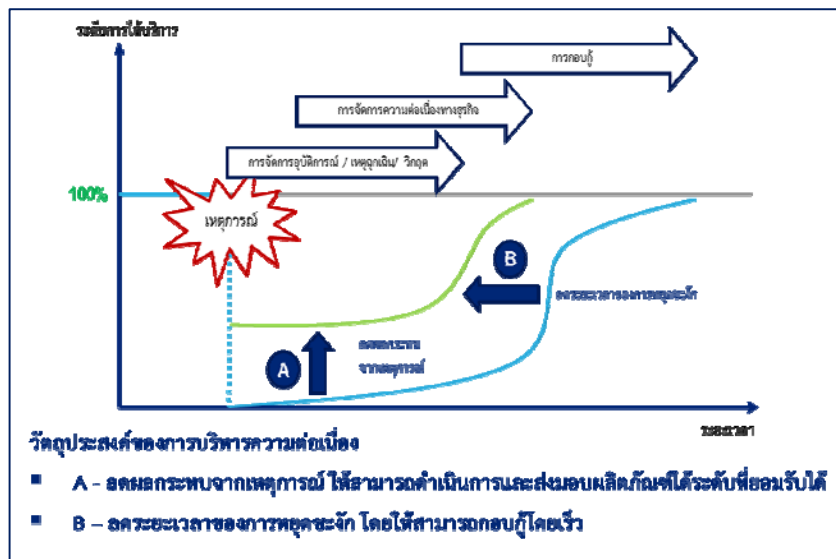 ระดับการให้บริการ
การกอบกู้
การจัดการความต่อเนื่องทางธุรกิจ
การจัดการอุบัติการณ์ / เหตุฉุกเฉิน/ วิกฤต
100%
เหตุการณ์
B
ลดระยะเวลาของการหยุดชะงัก
A
ลดผลกระทบ
จากเหตุการณ์
ระยะเวลา
วัตถุประสงค์ของการบริหารความต่อเนื่อง
▪ A - ลดผลกระทบจากเหตุการณ์ ให้สามารถดำเนินการและส่งมอบผลิตภัณฑ์ได้ระดับที่ยอมรับได้
▪ B – ลดระยะเวลาของการหยุดชะงัก โดยให้สามารถกอบกู้โดยเร็ว